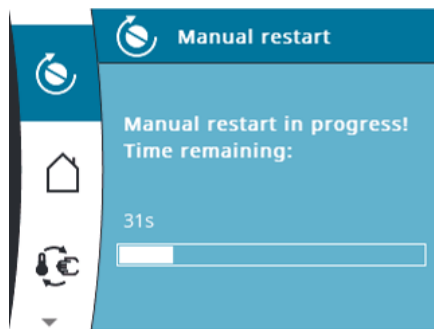 Manual restart
Manual restart in progress!
Time remaining:
31s